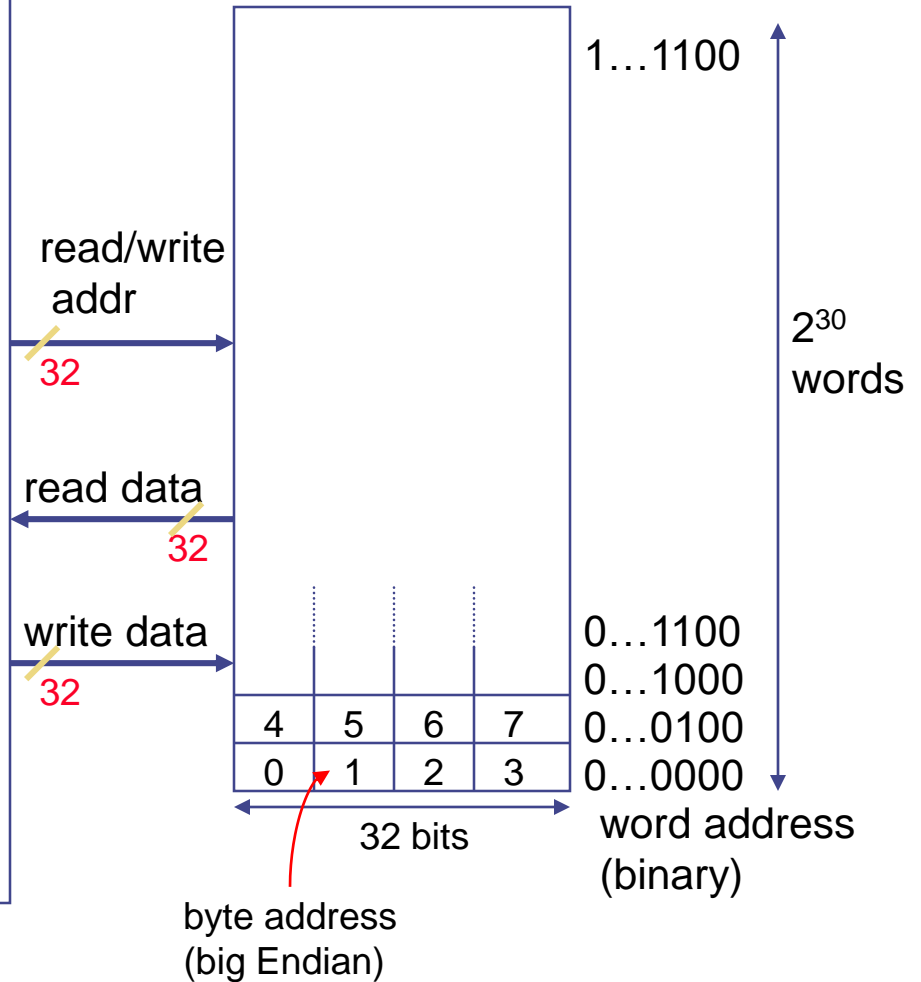 1…1100
read/write
addr
32
2³⁰
words
read data
32
write data
32
0…1100
0…1000
4 5 6 7 0…0100
0 1 2 3 0…0000
32 bits
word address
(binary)
byte address
(big Endian)